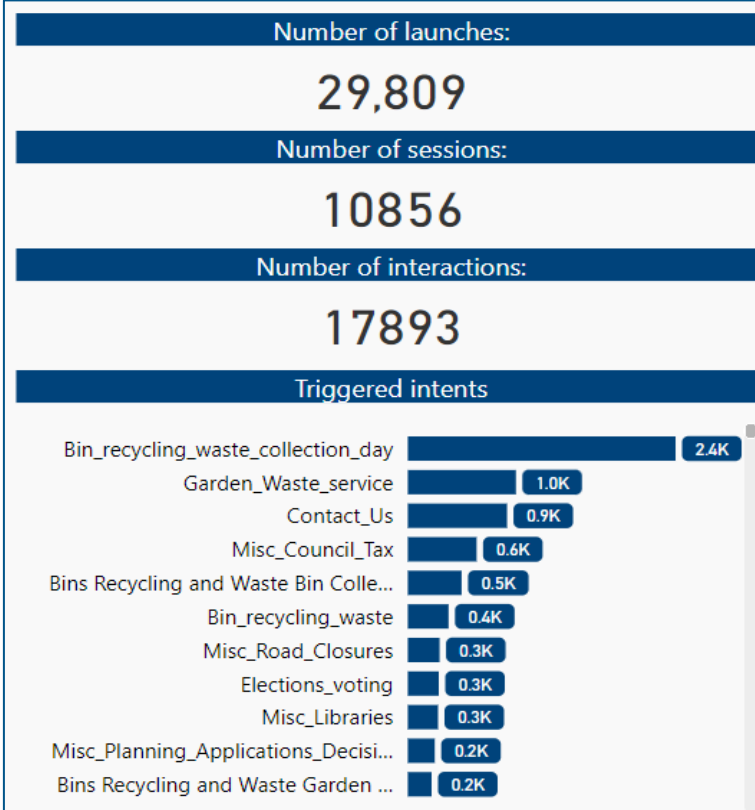 Number of launches:
29,809
Number of sessions:
10856
Number of interactions:
17893
Triggered intents
Bin_recycling_waste_collection_day 2.4K
Garden_Waste_service 1.0K
Contact_Us 0.9K
Misc_Council_Tax 0.6K
Bins Recycling and Waste Bin Colle... 0.5K
Bin_recycling_waste 0.4K
Misc_Road_Closures 0.3K
Elections_voting 0.3K
Misc_Libraries 0.3K
Misc_Planning_Applications_Decisi... 0.2K
Bins Recycling and Waste Garden ... 0.2K